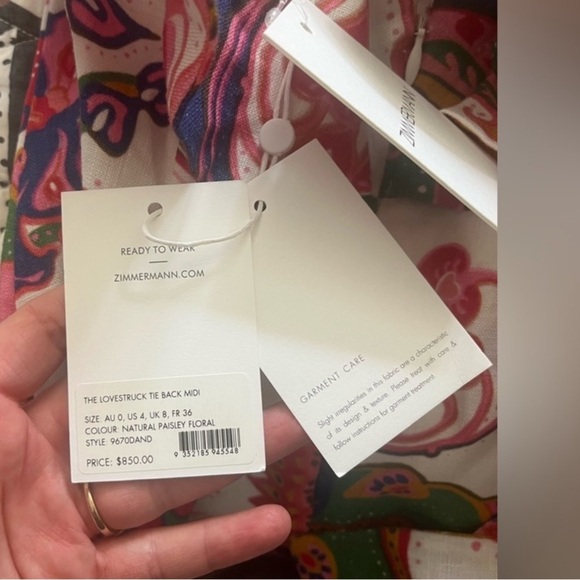 ZIMMERMANN
READY TO WEAR
ZIMMERMANN.COM
THE LOVESTRUCK TIE BACK MIDI
SIZE: AU 0, US 4, UK 8, FR 36
COLOUR: NATURAL PAISLEY FLORAL
STYLE: 9670DAND
PRICE: $850.00
9 352185 945548
GARMENT CARE
Slight irregularities in this fabric are a characteristic
of its design & texture. Please treat with care &
follow instructions for garment treatment.